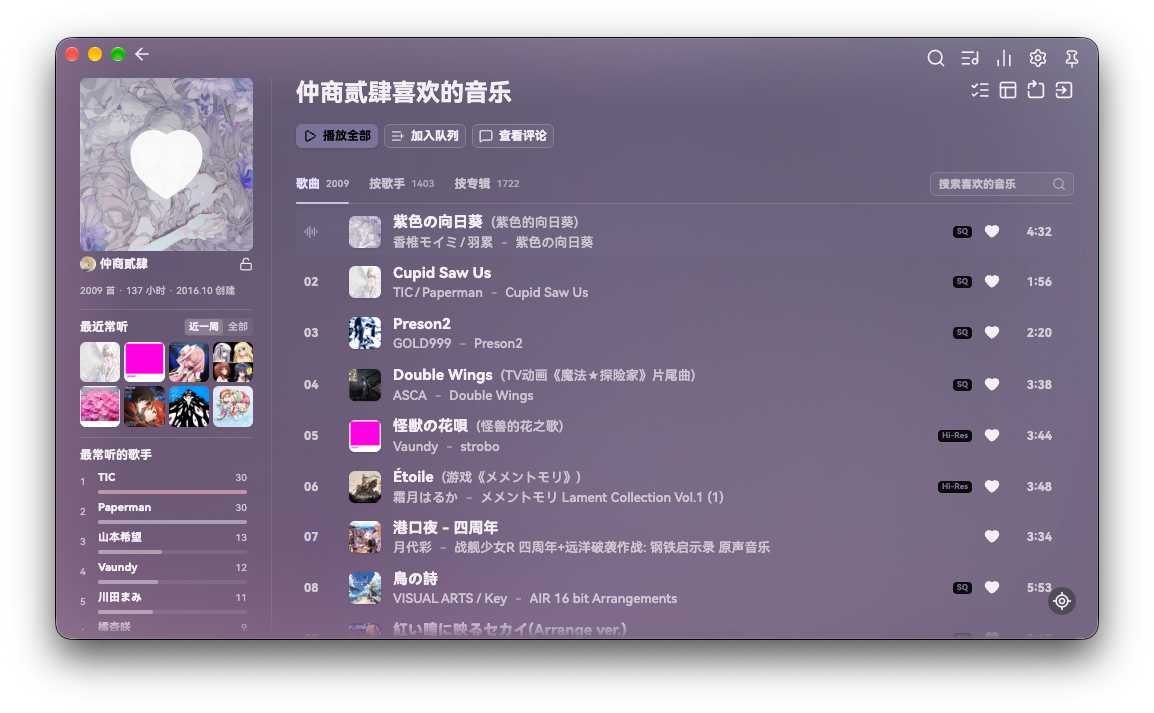 仲商贰肆喜欢的音乐
播放全部 加入队列 查看评论
歌曲 2009 按歌手 1403 按专辑 1722
搜索喜欢的音乐
仲商贰肆
2009 首 · 137 小时 · 2016.10 创建
最近常听 近一周 全部
最常听的歌手
1 TIC 30
2 Paperman 30
3 山本希望 13
4 Vaundy 12
5 川田まみ 11
橘杏咲 9
紫色の向日葵（紫色的向日葵）
香椎モイミ / 羽累 – 紫色の向日葵
SQ 4:32
02 Cupid Saw Us
TIC / Paperman – Cupid Saw Us
SQ 1:56
03 Preson2
GOLD999 – Preson2
SQ 2:20
04 Double Wings（TV动画《魔法★探险家》片尾曲）
ASCA – Double Wings
SQ 3:38
05 怪獣の花唄（怪兽的花之歌）
Vaundy – strobo
Hi-Res 3:44
06 Étoile（游戏《メメントモリ》）
霜月はるか – メメントモリ Lament Collection Vol.1 (1)
Hi-Res 3:48
07 港口夜 - 四周年
月代彩 – 战舰少女R 四周年+远洋破袭作战: 钢铁启示录 原声音乐
3:34
08 鳥の詩
VISUAL ARTS / Key – AIR 16 bit Arrangements
SQ 5:53
紅い瞳に映るセカイ(Arrange ver.)